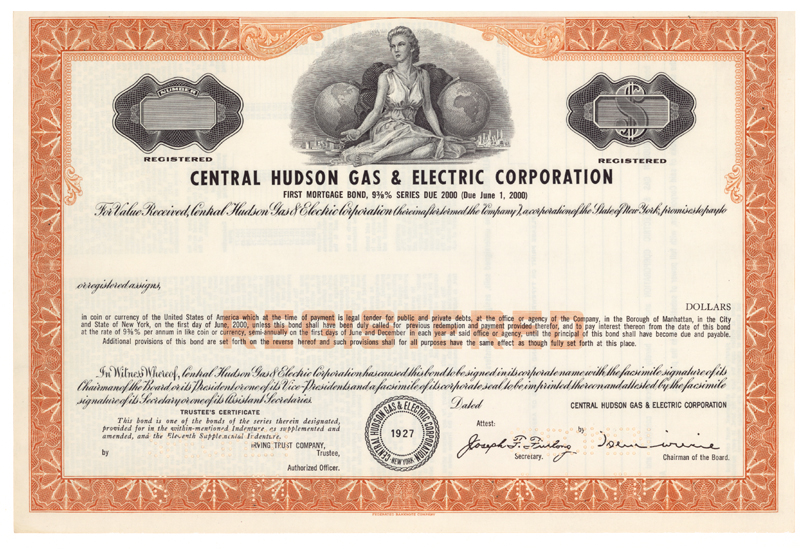 NUMBER
$
REGISTERED
REGISTERED
CENTRAL HUDSON GAS & ELECTRIC CORPORATION
FIRST MORTGAGE BOND, 9⅜% SERIES DUE 2000 (Due June 1, 2000)
For Value Received, Central Hudson Gas & Electric Corporation (hereinafter termed the Company), a corporation of the State of New York, promises to pay to
or registered assigns,
DOLLARS
in coin or currency of the United States of America which at the time of payment is legal tender for public and private debts, at the office or agency of the Company, in the Borough of Manhattan, in the City
and State of New York, on the first day of June, 2000, unless this bond shall have been duly called for previous redemption and payment provided therefor, and to pay interest thereon from the date of this bond
at the rate of 9⅜% per annum in like coin or currency, semi-annually on the first days of June and December in each year at said office or agency, until the principal of this bond shall have become due and payable.
Additional provisions of this bond are set forth on the reverse hereof and such provisions shall for all purposes have the same effect as though fully set forth at this place.
REGISTERED
In Witness Whereof, Central Hudson Gas & Electric Corporation has caused this bond to be signed in its corporate name with the facsimile signature of its
Chairman of the Board or its President or one of its Vice-Presidents and a facsimile of its corporate seal to be imprinted thereon and attested by the facsimile
signature of its Secretary or one of its Assistant Secretaries.
Dated
CENTRAL HUDSON GAS & ELECTRIC CORPORATION
TRUSTEE'S CERTIFICATE
This bond is one of the bonds of the series therein designated,
provided for in the within-mentioned Indenture as supplemented and
amended, and the Eleventh Supplemental Indenture.
IRVING TRUST COMPANY,
by Trustee,
Authorized Officer.
CENTRAL HUDSON GAS & ELECTRIC CORPORATION
1927
NEW YORK
Attest:
by
Joseph F. Furlong
Secretary.
Chairman of the Board.